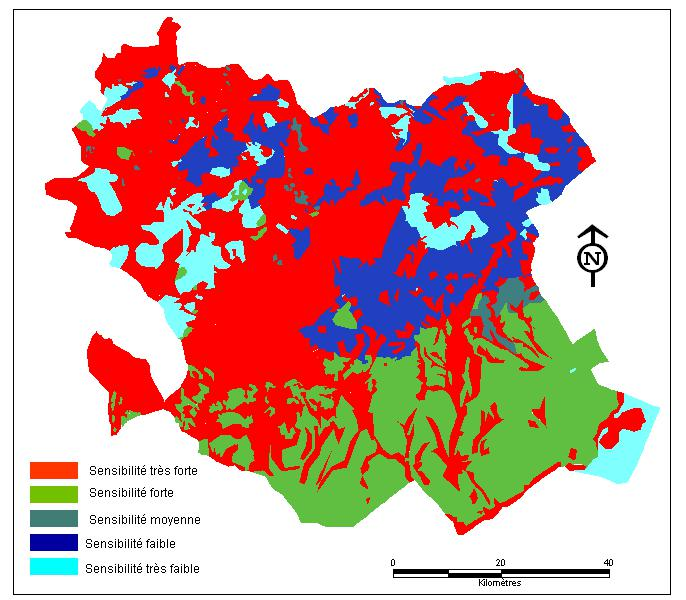 N
Sensibilité très forte
Sensibilité forte
Sensibilité moyenne
Sensibilité faible
Sensibilité très faible
0 20 40
Kilomètres